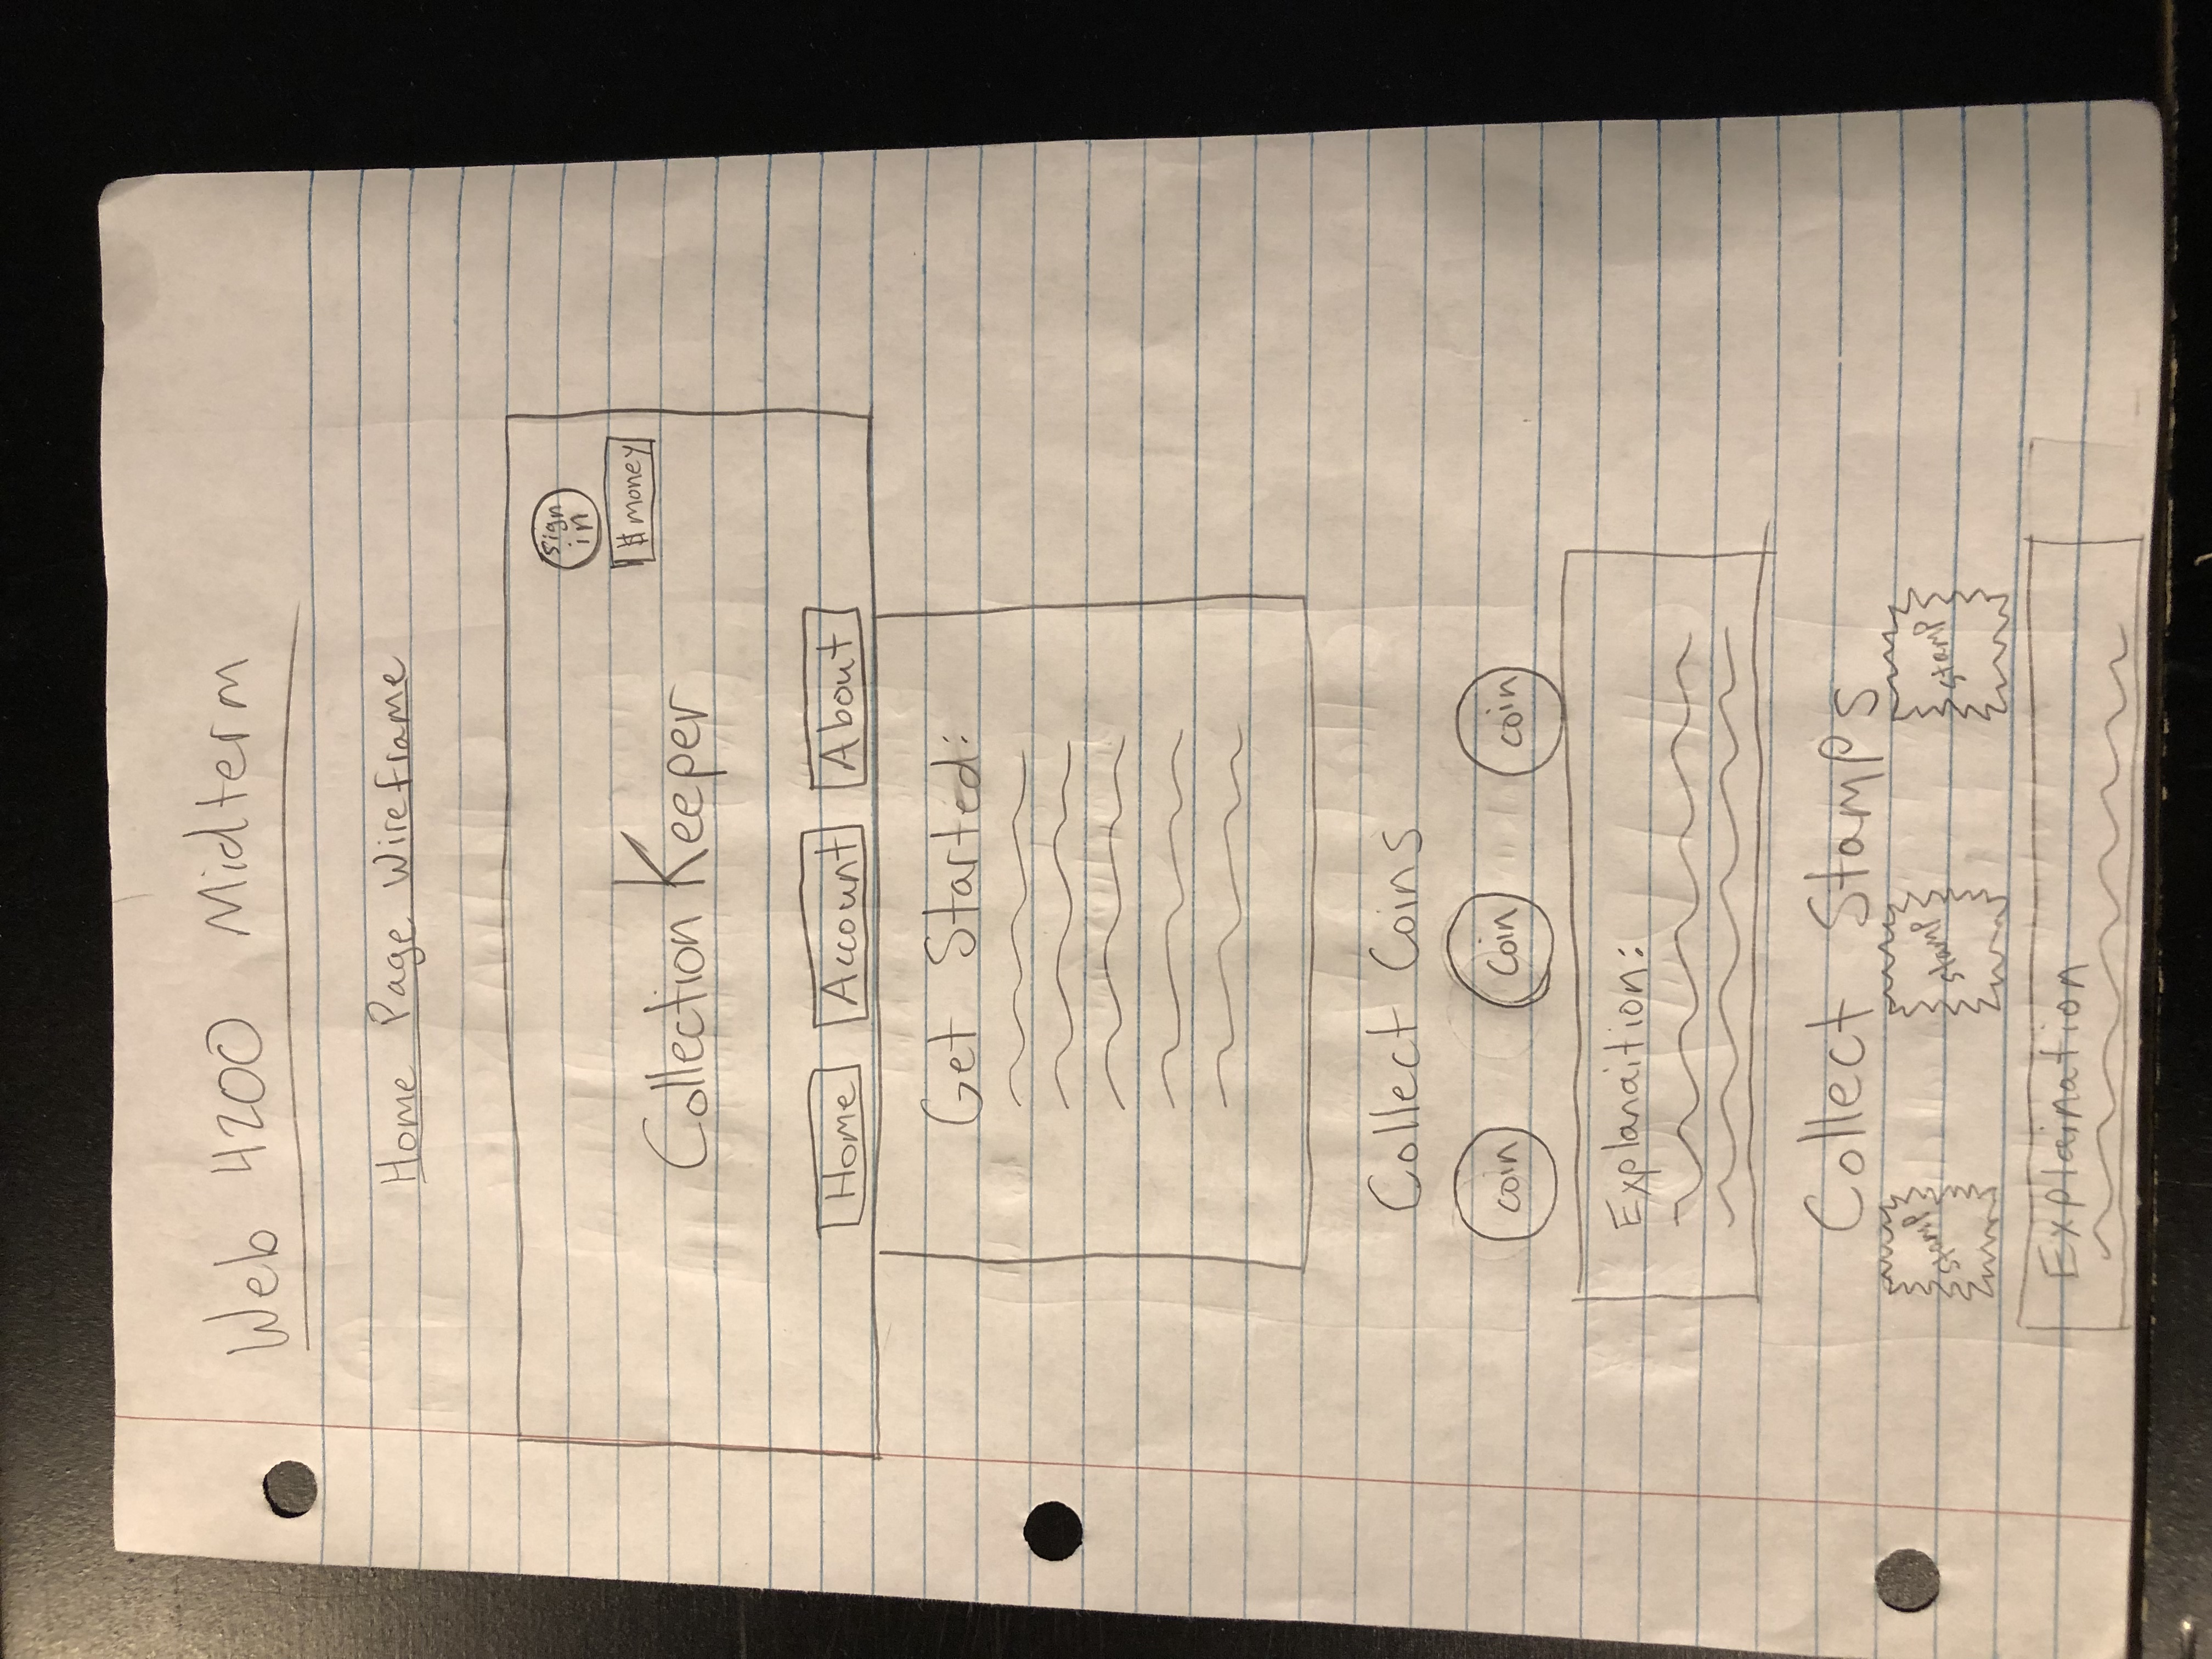 Web 4200 Midterm
Home Page Wireframe
Sign
in
$ money
Collection Keeper
Home Account About
Get Started:
Collect Coins
coin Coin coin
Explanaition:
Collect Stamps
stamp stamp stamp
Explaination